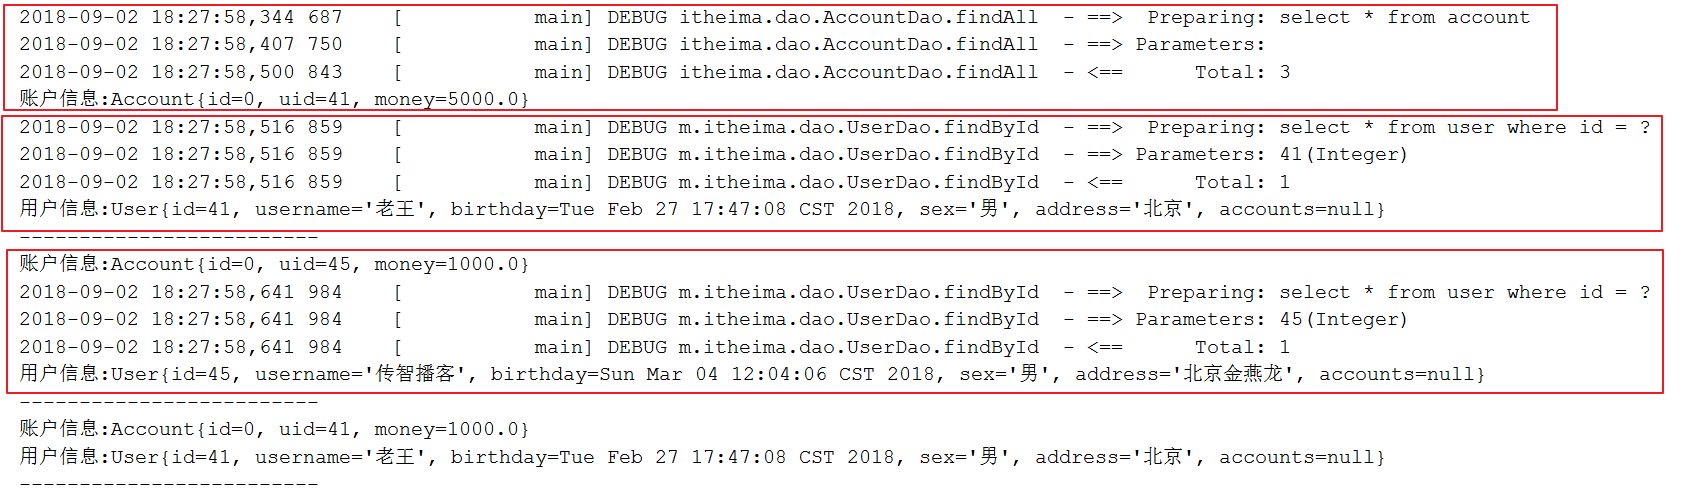 2018-09-02 18:27:58,344 687    [           main] DEBUG itheima.dao.AccountDao.findAll  - ==>  Preparing: select * from account
2018-09-02 18:27:58,407 750    [           main] DEBUG itheima.dao.AccountDao.findAll  - ==> Parameters:
2018-09-02 18:27:58,500 843    [           main] DEBUG itheima.dao.AccountDao.findAll  - <==      Total: 3
账户信息:Account{id=0, uid=41, money=5000.0}
2018-09-02 18:27:58,516 859    [           main] DEBUG m.itheima.dao.UserDao.findById  - ==>  Preparing: select * from user where id = ?
2018-09-02 18:27:58,516 859    [           main] DEBUG m.itheima.dao.UserDao.findById  - ==> Parameters: 41(Integer)
2018-09-02 18:27:58,516 859    [           main] DEBUG m.itheima.dao.UserDao.findById  - <==      Total: 1
用户信息:User{id=41, username='老王', birthday=Tue Feb 27 17:47:08 CST 2018, sex='男', address='北京', accounts=null}
-------------------------
账户信息:Account{id=0, uid=45, money=1000.0}
2018-09-02 18:27:58,641 984    [           main] DEBUG m.itheima.dao.UserDao.findById  - ==>  Preparing: select * from user where id = ?
2018-09-02 18:27:58,641 984    [           main] DEBUG m.itheima.dao.UserDao.findById  - ==> Parameters: 45(Integer)
2018-09-02 18:27:58,641 984    [           main] DEBUG m.itheima.dao.UserDao.findById  - <==      Total: 1
用户信息:User{id=45, username='传智播客', birthday=Sun Mar 04 12:04:06 CST 2018, sex='男', address='北京金燕龙', accounts=null}
-------------------------
账户信息:Account{id=0, uid=41, money=1000.0}
用户信息:User{id=41, username='老王', birthday=Tue Feb 27 17:47:08 CST 2018, sex='男', address='北京', accounts=null}
-------------------------